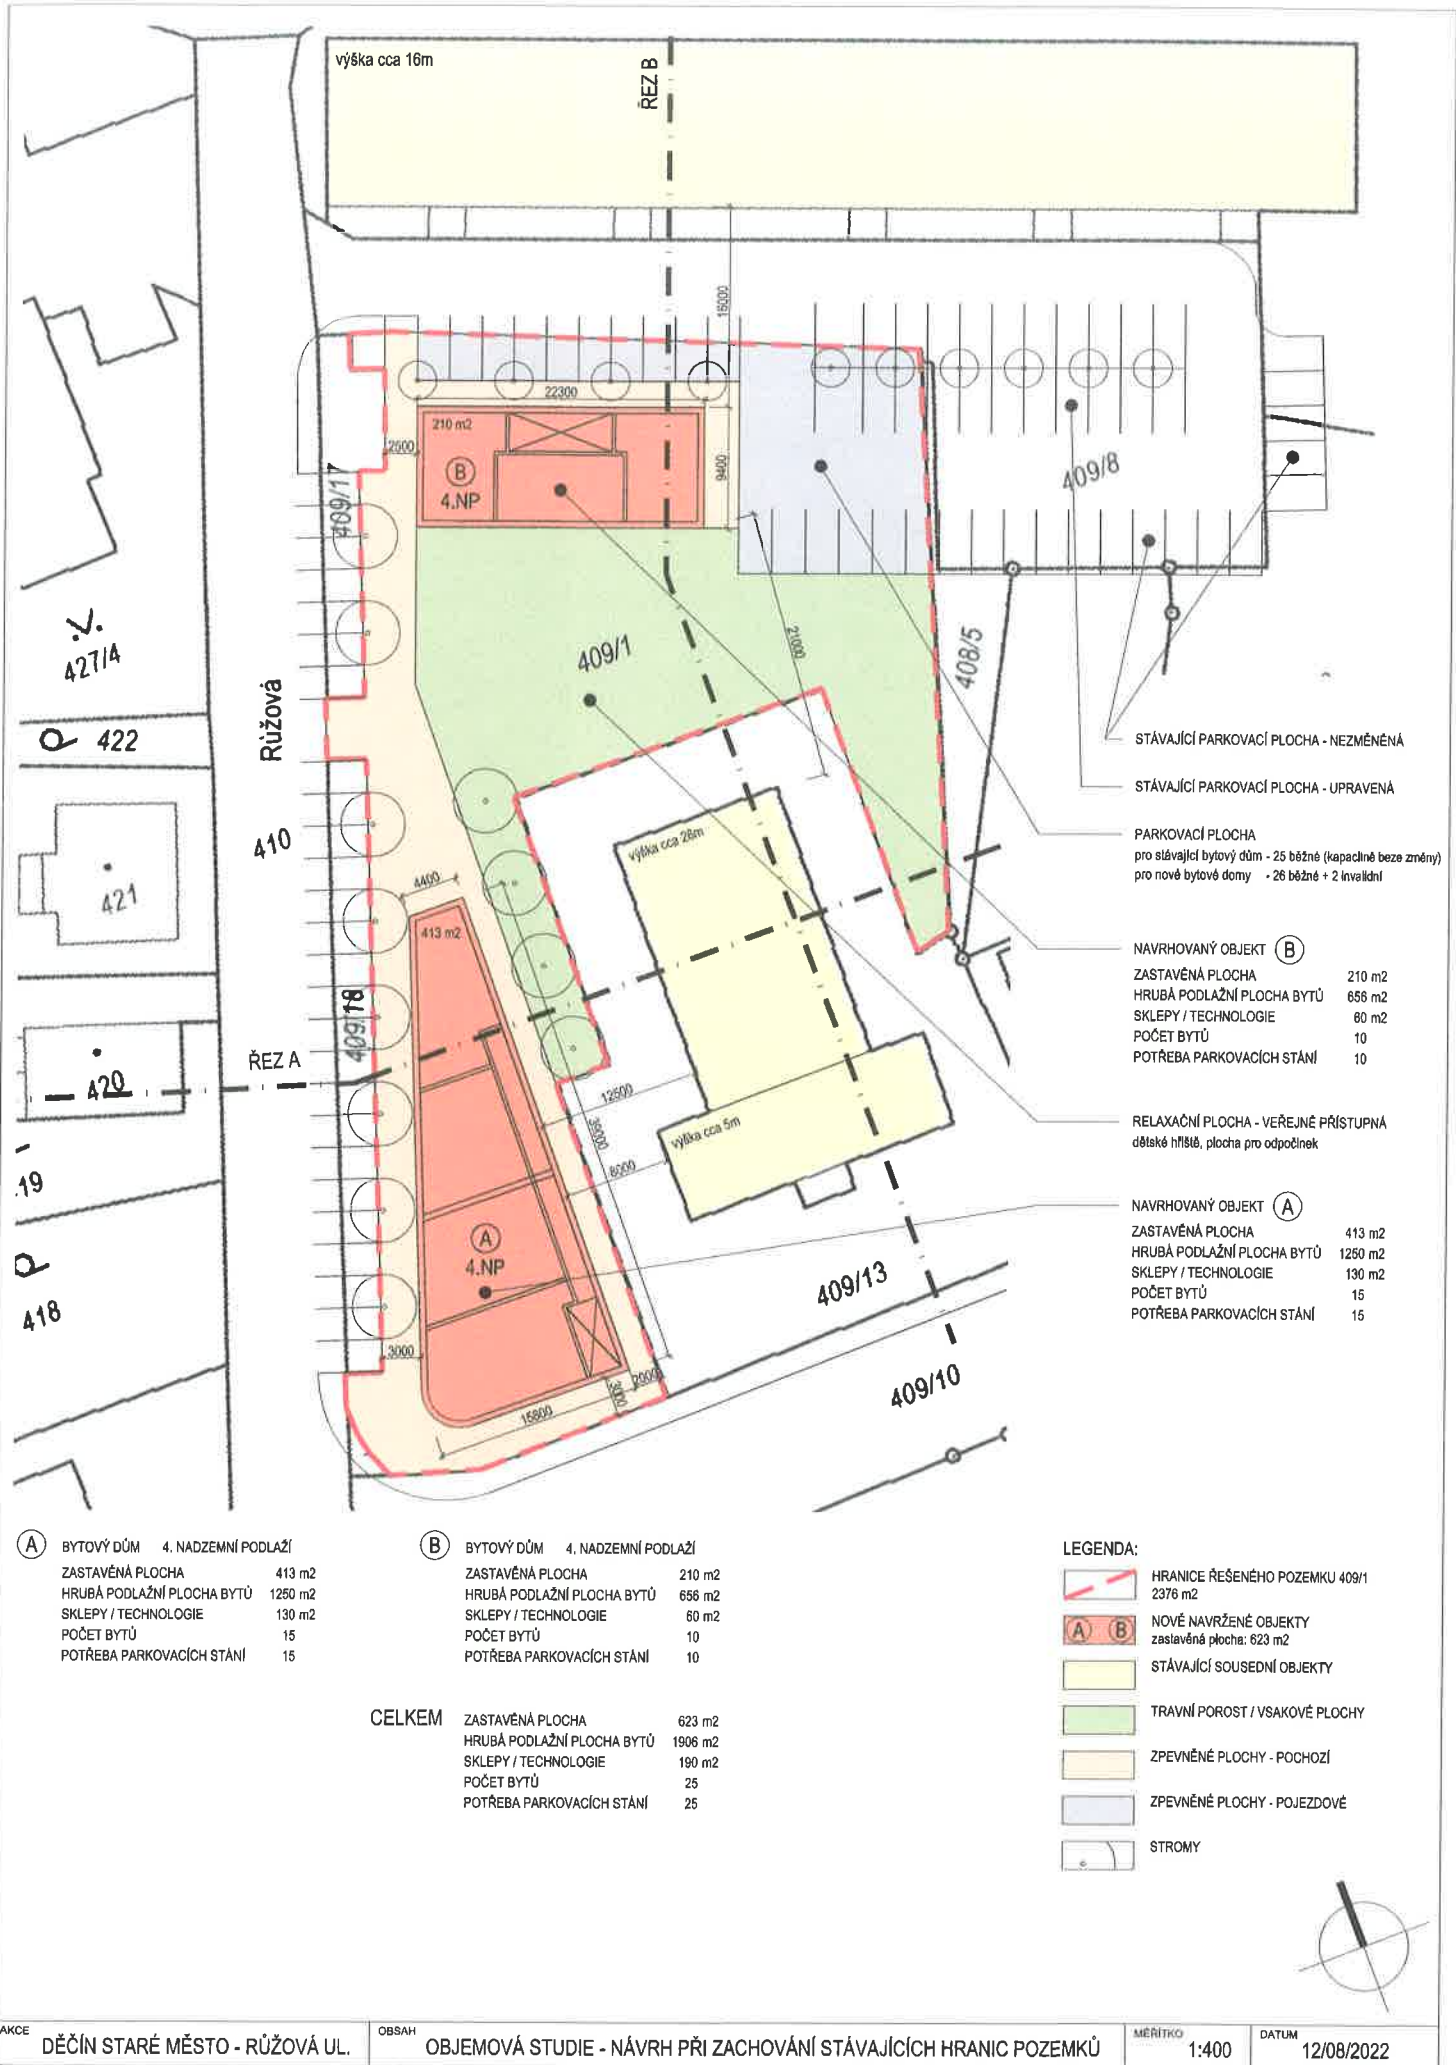 výška cca 16m
ŘEZ B
16000
22300
210 m2
2500
B
4.NP
9400
409/17
409/8
21000
409/1
408/5
.V.
427/4
Růžová
422
410
421
výška cca 26m
4400
413 m2
409/18
ŘEZ A
420
12500
39000
výška cca 5m
8000
.19
A
4.NP
418
409/13
3000
2000
3000
15800
409/10
STÁVAJÍCÍ PARKOVACÍ PLOCHA - NEZMĚNĚNÁ
STÁVAJÍCÍ PARKOVACÍ PLOCHA - UPRAVENÁ
PARKOVACÍ PLOCHA
pro stávající bytový dům - 25 běžné (kapacitně beze změny)
pro nové bytové domy - 26 běžné + 2 invalidní
NAVRHOVANÝ OBJEKT B
ZASTAVĚNÁ PLOCHA 210 m2
HRUBÁ PODLAŽNÍ PLOCHA BYTŮ 656 m2
SKLEPY / TECHNOLOGIE 60 m2
POČET BYTŮ 10
POTŘEBA PARKOVACÍCH STÁNÍ 10
RELAXAČNÍ PLOCHA - VEŘEJNĚ PŘÍSTUPNÁ
dětské hřiště, plocha pro odpočinek
NAVRHOVANÝ OBJEKT A
ZASTAVĚNÁ PLOCHA 413 m2
HRUBÁ PODLAŽNÍ PLOCHA BYTŮ 1250 m2
SKLEPY / TECHNOLOGIE 130 m2
POČET BYTŮ 15
POTŘEBA PARKOVACÍCH STÁNÍ 15
A BYTOVÝ DŮM 4. NADZEMNÍ PODLAŽÍ
ZASTAVĚNÁ PLOCHA 413 m2
HRUBÁ PODLAŽNÍ PLOCHA BYTŮ 1250 m2
SKLEPY / TECHNOLOGIE 130 m2
POČET BYTŮ 15
POTŘEBA PARKOVACÍCH STÁNÍ 15
B BYTOVÝ DŮM 4. NADZEMNÍ PODLAŽÍ
ZASTAVĚNÁ PLOCHA 210 m2
HRUBÁ PODLAŽNÍ PLOCHA BYTŮ 656 m2
SKLEPY / TECHNOLOGIE 60 m2
POČET BYTŮ 10
POTŘEBA PARKOVACÍCH STÁNÍ 10
CELKEM ZASTAVĚNÁ PLOCHA 623 m2
HRUBÁ PODLAŽNÍ PLOCHA BYTŮ 1906 m2
SKLEPY / TECHNOLOGIE 190 m2
POČET BYTŮ 25
POTŘEBA PARKOVACÍCH STÁNÍ 25
LEGENDA:
HRANICE ŘEŠENÉHO POZEMKU 409/1
2376 m2
A B NOVĚ NAVRŽENÉ OBJEKTY
zastavěná plocha: 623 m2
STÁVAJÍCÍ SOUSEDNÍ OBJEKTY
TRAVNÍ POROST / VSAKOVÉ PLOCHY
ZPEVNĚNÉ PLOCHY - POCHOZÍ
ZPEVNĚNÉ PLOCHY - POJEZDOVÉ
STROMY
AKCE DĚČÍN STARÉ MĚSTO - RŮŽOVÁ UL.
OBSAH OBJEMOVÁ STUDIE - NÁVRH PŘI ZACHOVÁNÍ STÁVAJÍCÍCH HRANIC POZEMKŮ
MĚŘÍTKO 1:400
DATUM 12/08/2022